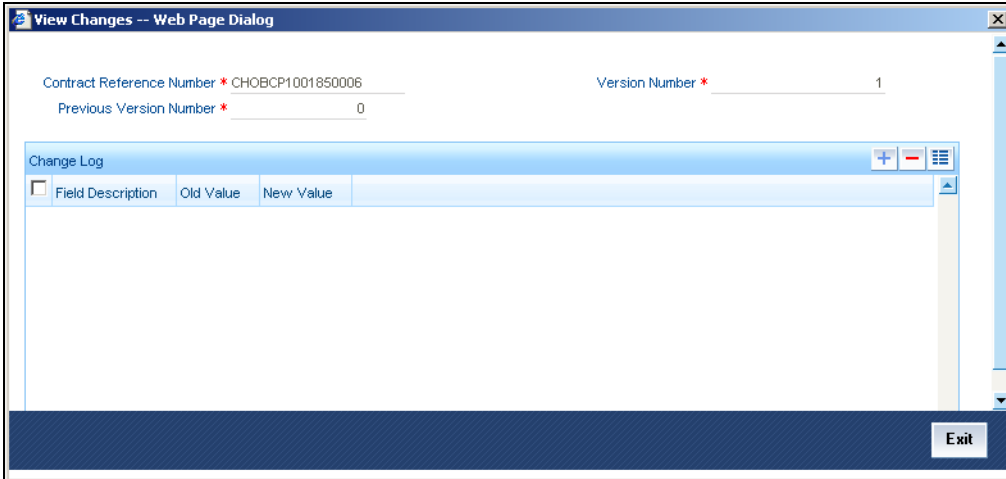 View Changes -- Web Page Dialog
Contract Reference Number * CHOBCP1001850006 Version Number * 1
Previous Version Number * 0
Change Log
Field Description Old Value New Value
Exit